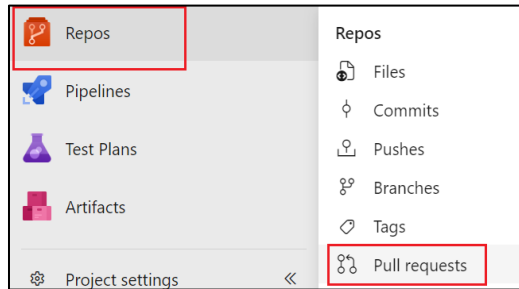 Repos
Pipelines
Test Plans
Artifacts
Project settings
Repos
Files
Commits
Pushes
Branches
Tags
Pull requests